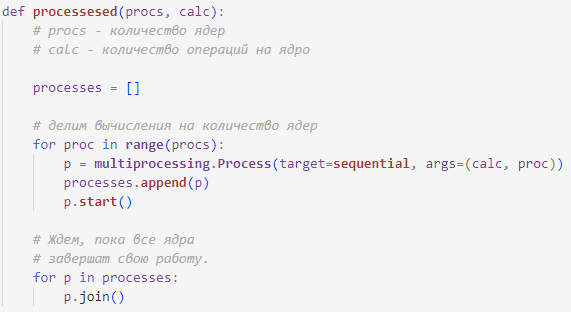 def processesed(procs, calc):
    # procs - количество ядер
    # calc - количество операций на ядро
    processes = []
    # делим вычисления на количество ядер
    for proc in range(procs):
        p = multiprocessing.Process(target=sequential, args=(calc, proc))
        processes.append(p)
        p.start()
    # Ждем, пока все ядра
    # завершат свою работу.
    for p in processes:
        p.join()